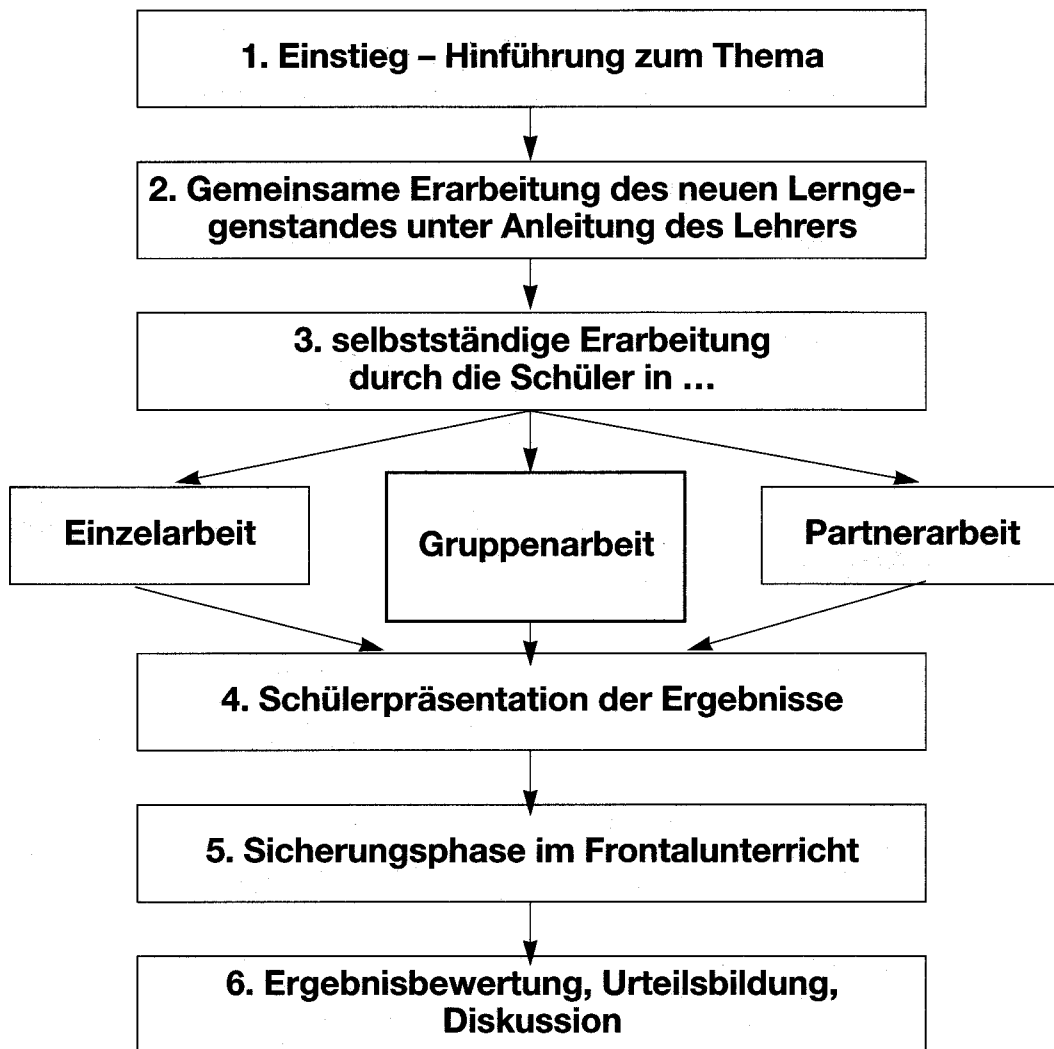 1. Einstieg – Hinführung zum Thema
2. Gemeinsame Erarbeitung des neuen Lernge-
genstandes unter Anleitung des Lehrers
3. selbstständige Erarbeitung
durch die Schüler in ...
Einzelarbeit
Gruppenarbeit
Partnerarbeit
4. Schülerpräsentation der Ergebnisse
5. Sicherungsphase im Frontalunterricht
6. Ergebnisbewertung, Urteilsbildung,
Diskussion